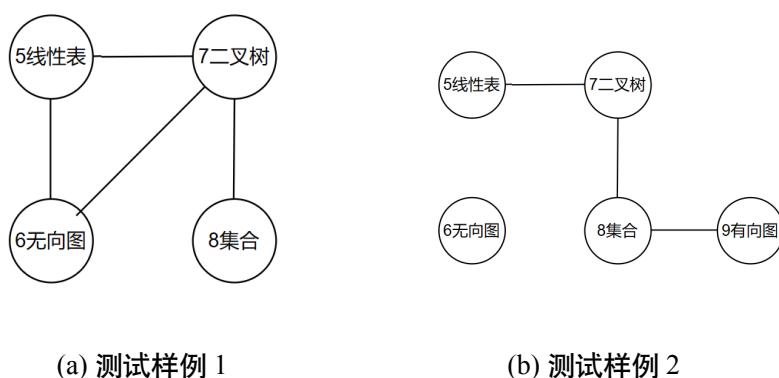 5线性表
7二叉树
6无向图
8集合
(a) 测试样例 1
5线性表
7二叉树
6无向图
8集合
9有向图
(b) 测试样例 2